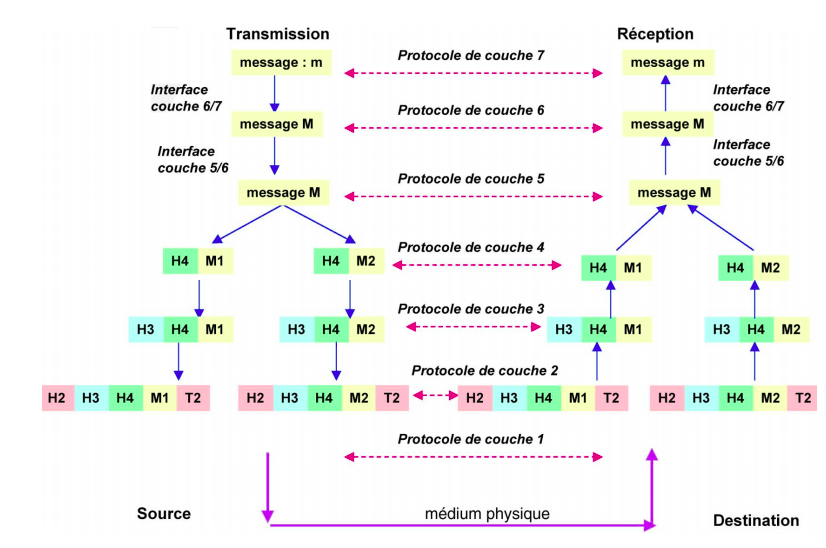 Transmission
Réception
message : m
Protocole de couche 7
message m
Interface
couche 6/7
Interface
couche 6/7
message M
Protocole de couche 6
message M
Interface
couche 5/6
Interface
couche 5/6
message M
Protocole de couche 5
message M
H4 M1
H4 M2
Protocole de couche 4
H4 M1
H4 M2
H3 H4 M1
H3 H4 M2
Protocole de couche 3
H3 H4 M1
H3 H4 M2
Protocole de couche 2
H2 H3 H4 M1 T2
H2 H3 H4 M2 T2
H2 H3 H4 M1 T2
H2 H3 H4 M2 T2
Protocole de couche 1
Source
médium physique
Destination